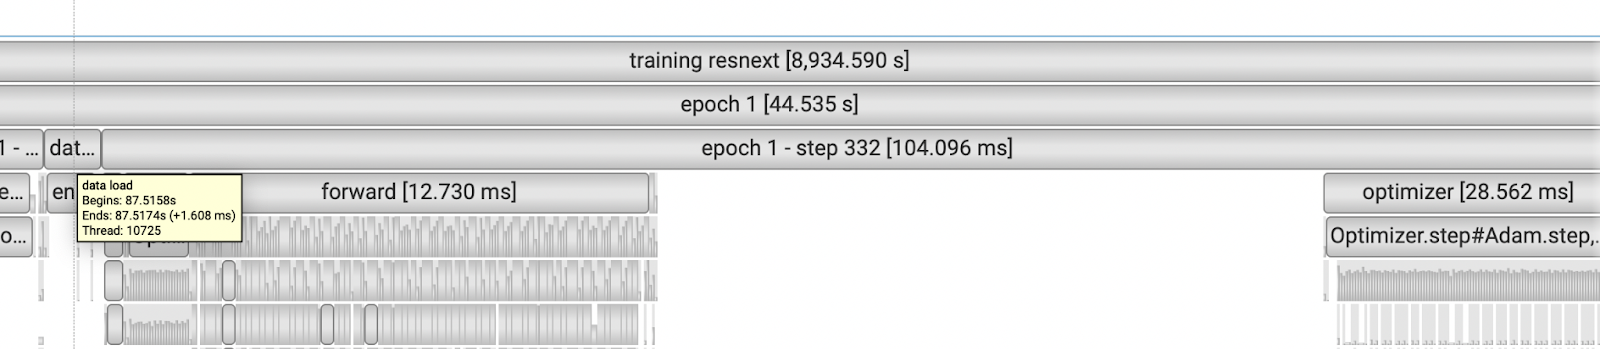 training resnext [8,934.590 s]
epoch 1 [44.535 s]
1 - ... dat... epoch 1 - step 332 [104.096 ms]
e... en forward [12.730 ms] optimizer [28.562 ms]
data load
Begins: 87.5158s
Ends: 87.5174s (+1.608 ms)
Thread: 10725
o... Optimizer.step#Adam.step,..